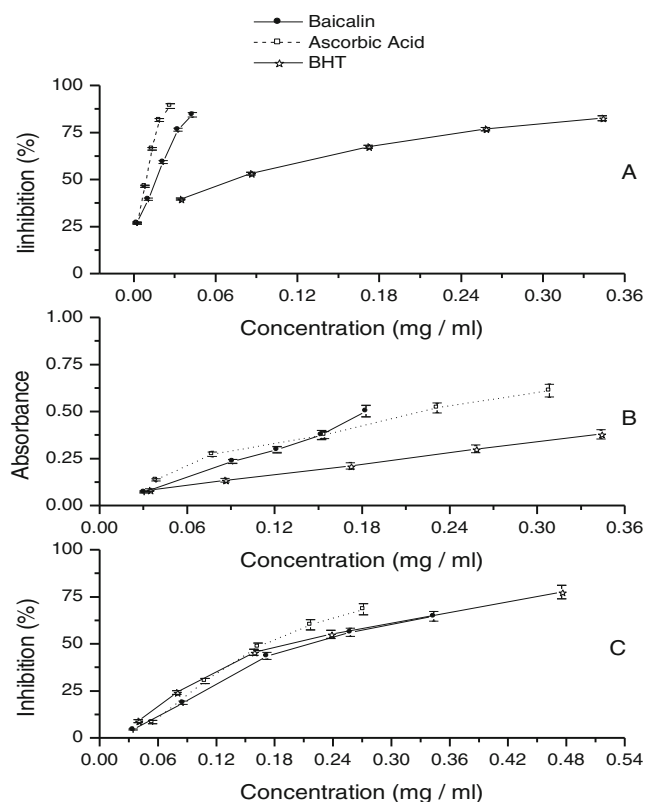 Baicalin
Ascorbic Acid
BHT
100
75
50
25
0
Iinhibition (%)
A
0.00 0.06 0.12 0.18 0.24 0.30 0.36
Concentration (mg / ml)
1.00
0.75
0.50
0.25
0.00
Absorbance
B
0.00 0.06 0.12 0.18 0.24 0.30 0.36
Concentration (mg / ml)
100
75
50
25
0
Inhibition (%)
C
0.00 0.06 0.12 0.18 0.24 0.30 0.36 0.42 0.48 0.54
Concentration (mg / ml)